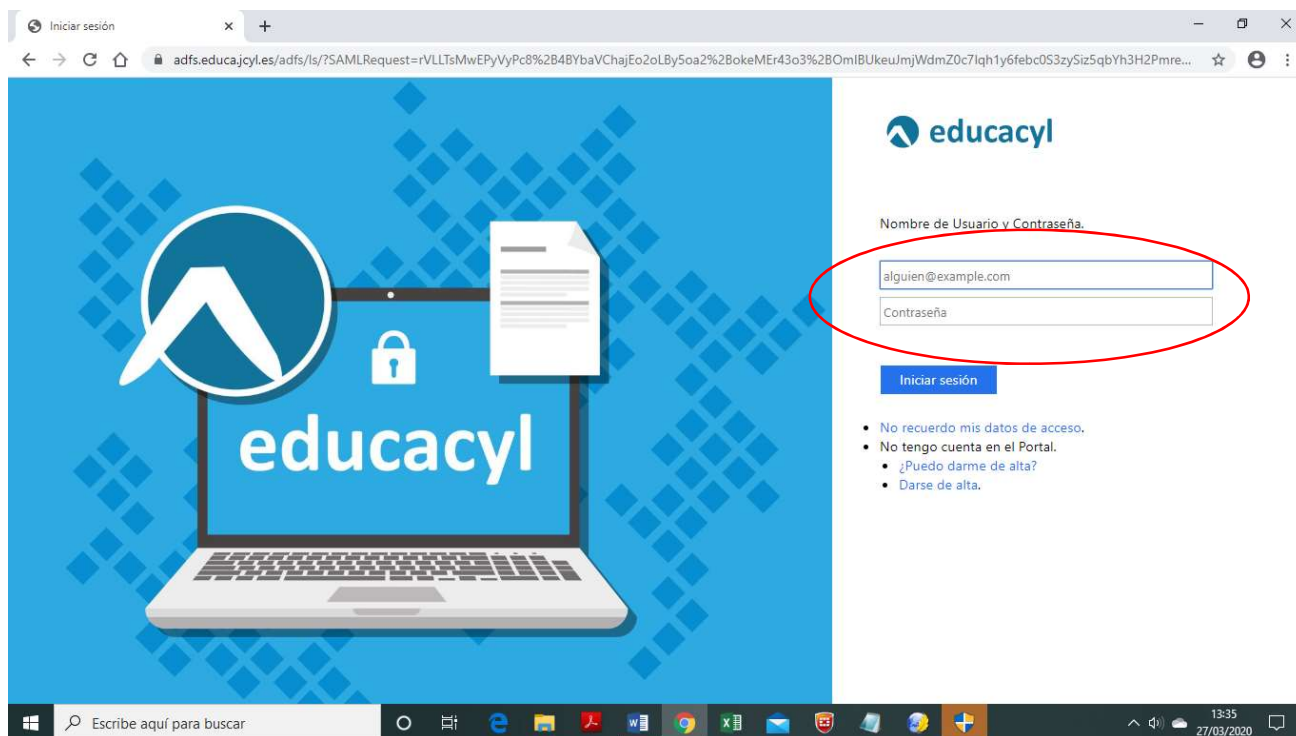 Iniciar sesión
adfs.educa.jcyl.es/adfs/ls/?SAMLRequest=rVLLTsMwEPyVyPc8%2B4BYbaVChajEo2oLBy5oa2%2BokeMEr43o3%2BOmIBUkeuJmjWdmZ0c7lqh1y6febc0S3zySiz5qbYh3H2Pmre...
educacyl
Nombre de Usuario y Contraseña.
alguien@example.com
Contraseña
Iniciar sesión
No recuerdo mis datos de acceso.
No tengo cuenta en el Portal.
¿Puedo darme de alta?
Darse de alta.
educacyl
Escribe aquí para buscar
13:35
27/03/2020